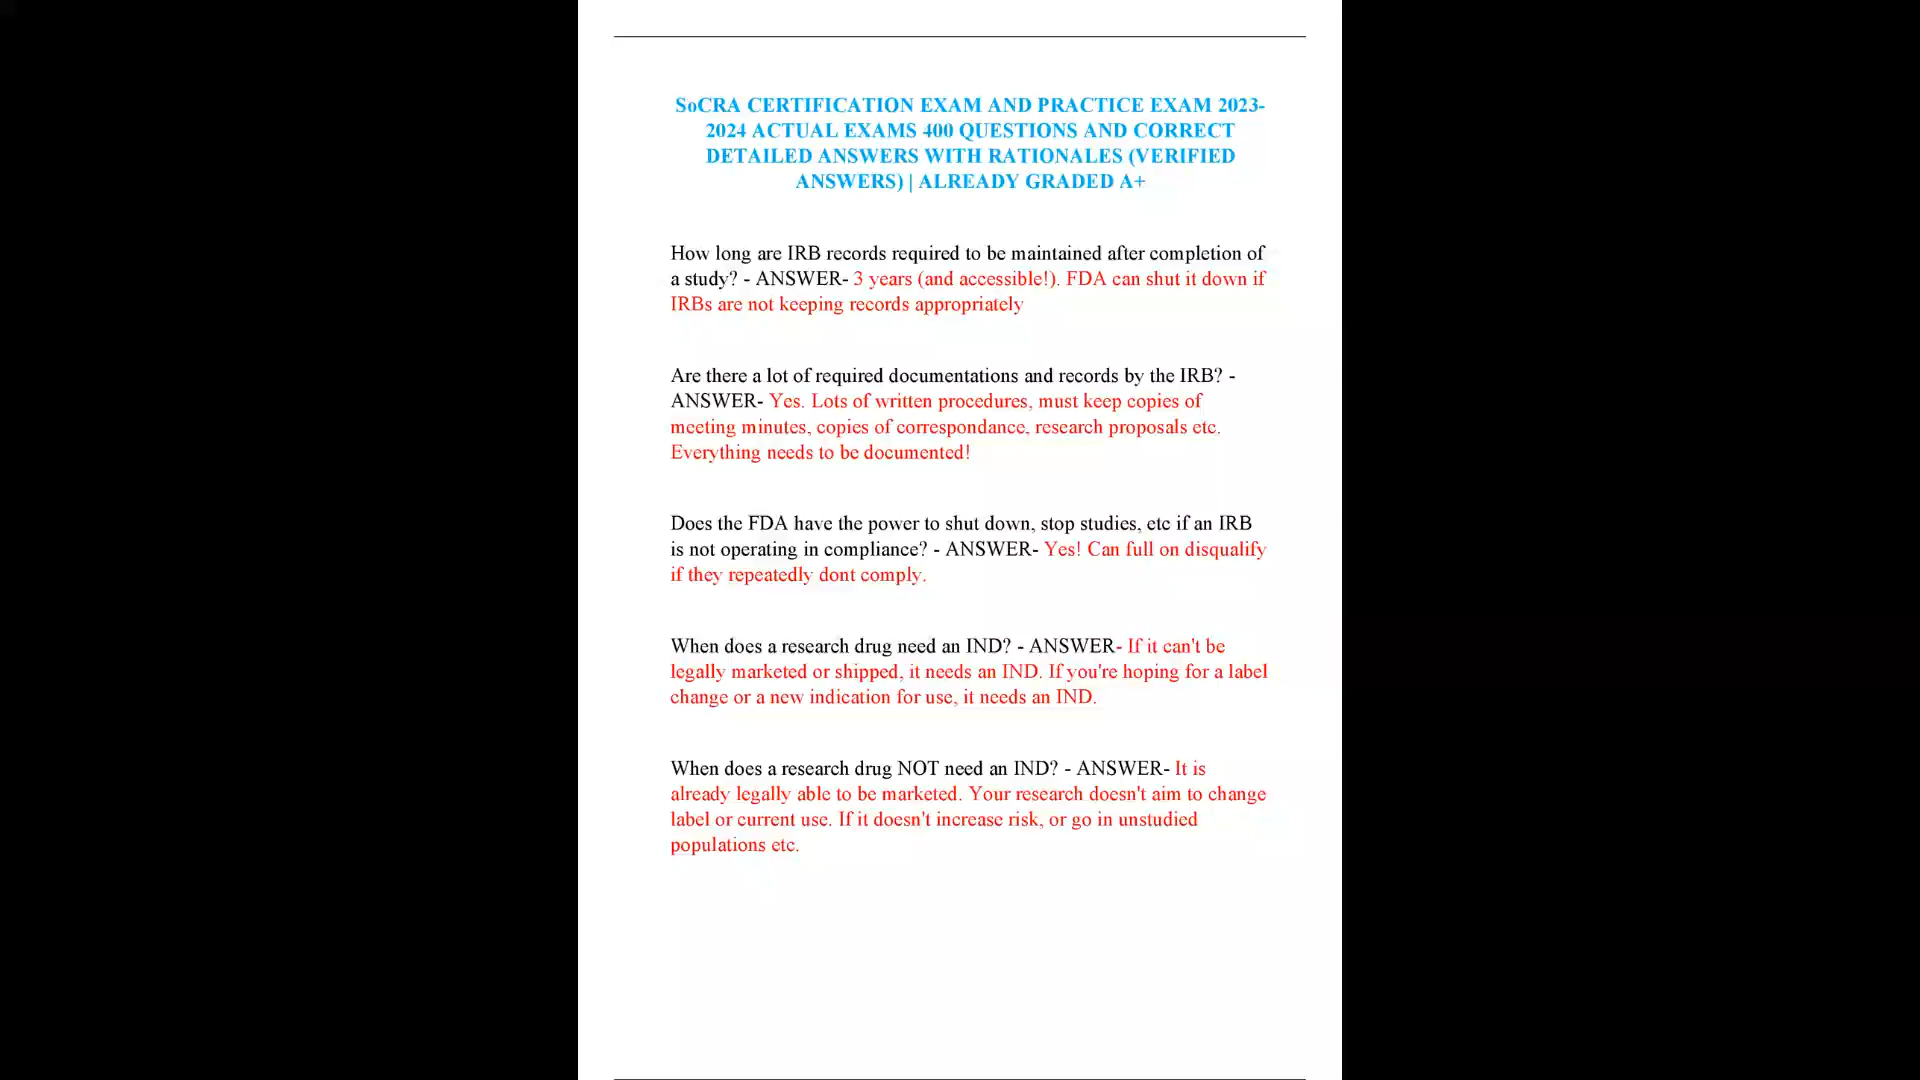 SoCRA CERTIFICATION EXAM AND PRACTICE EXAM 2023-
2024 ACTUAL EXAMS 400 QUESTIONS AND CORRECT
DETAILED ANSWERS WITH RATIONALES (VERIFIED
ANSWERS) | ALREADY GRADED A+
How long are IRB records required to be maintained after completion of
a study? - ANSWER- 3 years (and accessible!). FDA can shut it down if
IRBs are not keeping records appropriately
Are there a lot of required documentations and records by the IRB? -
ANSWER- Yes. Lots of written procedures, must keep copies of
meeting minutes, copies of correspondance, research proposals etc.
Everything needs to be documented!
Does the FDA have the power to shut down, stop studies, etc if an IRB
is not operating in compliance? - ANSWER- Yes! Can full on disqualify
if they repeatedly dont comply.
When does a research drug need an IND? - ANSWER- If it can't be
legally marketed or shipped, it needs an IND. If you're hoping for a label
change or a new indication for use, it needs an IND.
When does a research drug NOT need an IND? - ANSWER- It is
already legally able to be marketed. Your research doesn't aim to change
label or current use. If it doesn't increase risk, or go in unstudied
populations etc.